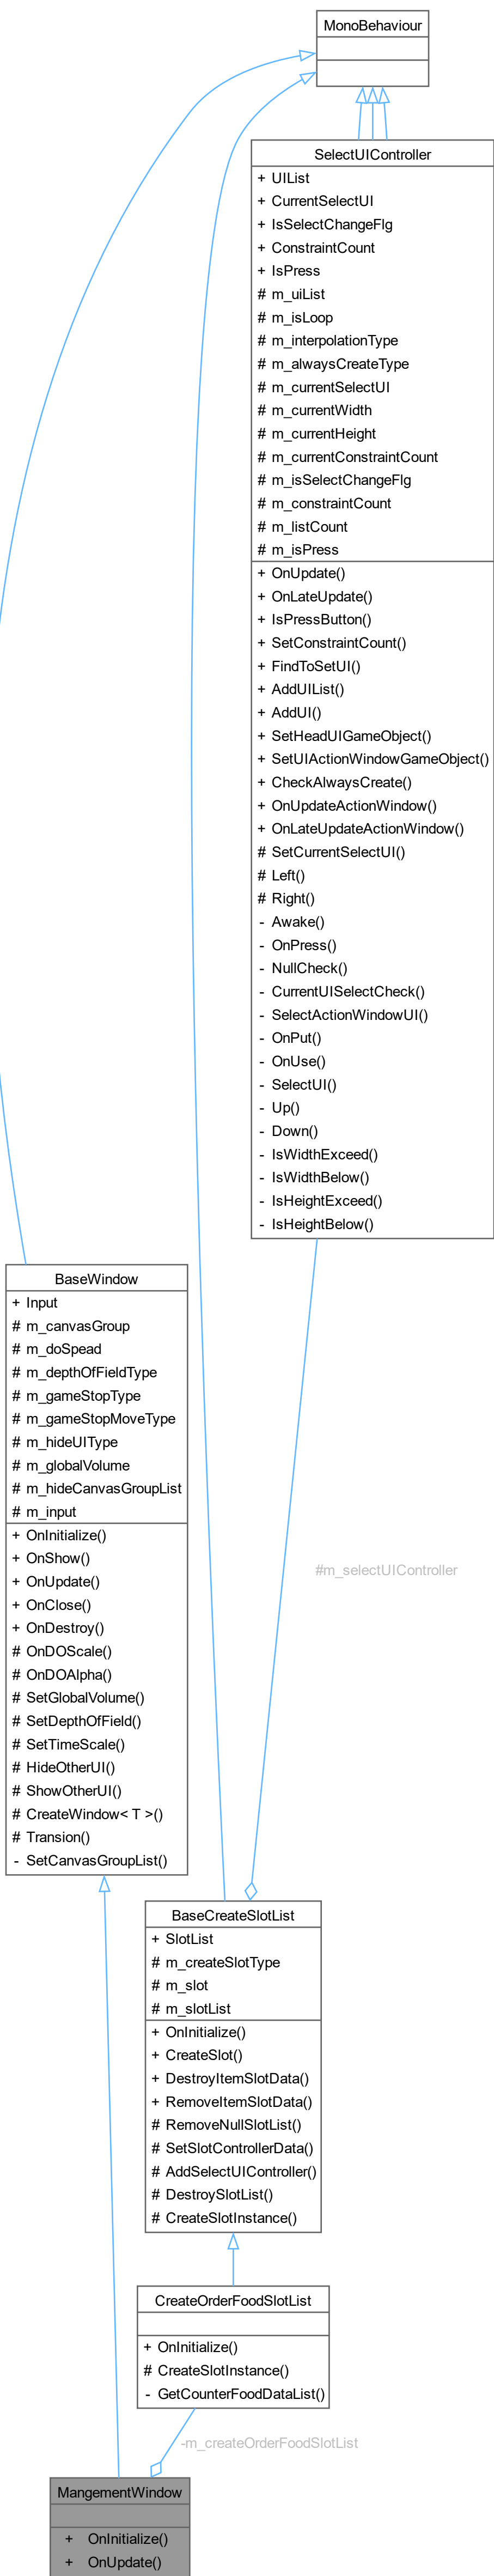 MonoBehaviour
SelectUIController
+ UIList
+ CurrentSelectUI
+ IsSelectChangeFlg
+ ConstraintCount
+ IsPress
# m_uiList
# m_isLoop
# m_interpolationType
# m_alwaysCreateType
# m_currentSelectUI
# m_currentWidth
# m_currentHeight
# m_currentConstraintCount
# m_isSelectChangeFlg
# m_constraintCount
# m_listCount
# m_isPress
+ OnUpdate()
+ OnLateUpdate()
+ IsPressButton()
+ SetConstraintCount()
+ FindToSetUI()
+ AddUIList()
+ AddUI()
+ SetHeadUIGameObject()
+ SetUIActionWindowGameObject()
+ CheckAlwaysCreate()
+ OnUpdateActionWindow()
+ OnLateUpdateActionWindow()
# SetCurrentSelectUI()
# Left()
# Right()
- Awake()
- OnPress()
- NullCheck()
- CurrentUISelectCheck()
- SelectActionWindowUI()
- OnPut()
- OnUse()
- SelectUI()
- Up()
- Down()
- IsWidthExceed()
- IsWidthBelow()
- IsHeightExceed()
- IsHeightBelow()
BaseWindow
+ Input
# m_canvasGroup
# m_doSpead
# m_depthOfFieldType
# m_gameStopType
# m_gameStopMoveType
# m_hideUIType
# m_globalVolume
# m_hideCanvasGroupList
# m_input
+ OnInitialize()
+ OnShow()
+ OnUpdate()
+ OnClose()
+ OnDestroy()
# OnDOScale()
# OnDOAlpha()
# SetGlobalVolume()
# SetDepthOfField()
# SetTimeScale()
# HideOtherUI()
# ShowOtherUI()
# CreateWindow< T >()
# Transion()
- SetCanvasGroupList()
#m_selectUIController
BaseCreateSlotList
+ SlotList
# m_createSlotType
# m_slot
# m_slotList
+ OnInitialize()
+ CreateSlot()
+ DestroyItemSlotData()
+ RemoveItemSlotData()
# RemoveNullSlotList()
# SetSlotControllerData()
# AddSelectUIController()
# DestroySlotList()
# CreateSlotInstance()
CreateOrderFoodSlotList
+ OnInitialize()
# CreateSlotInstance()
- GetCounterFoodDataList()
-m_createOrderFoodSlotList
MangementWindow
+ OnInitialize()
+ OnUpdate()